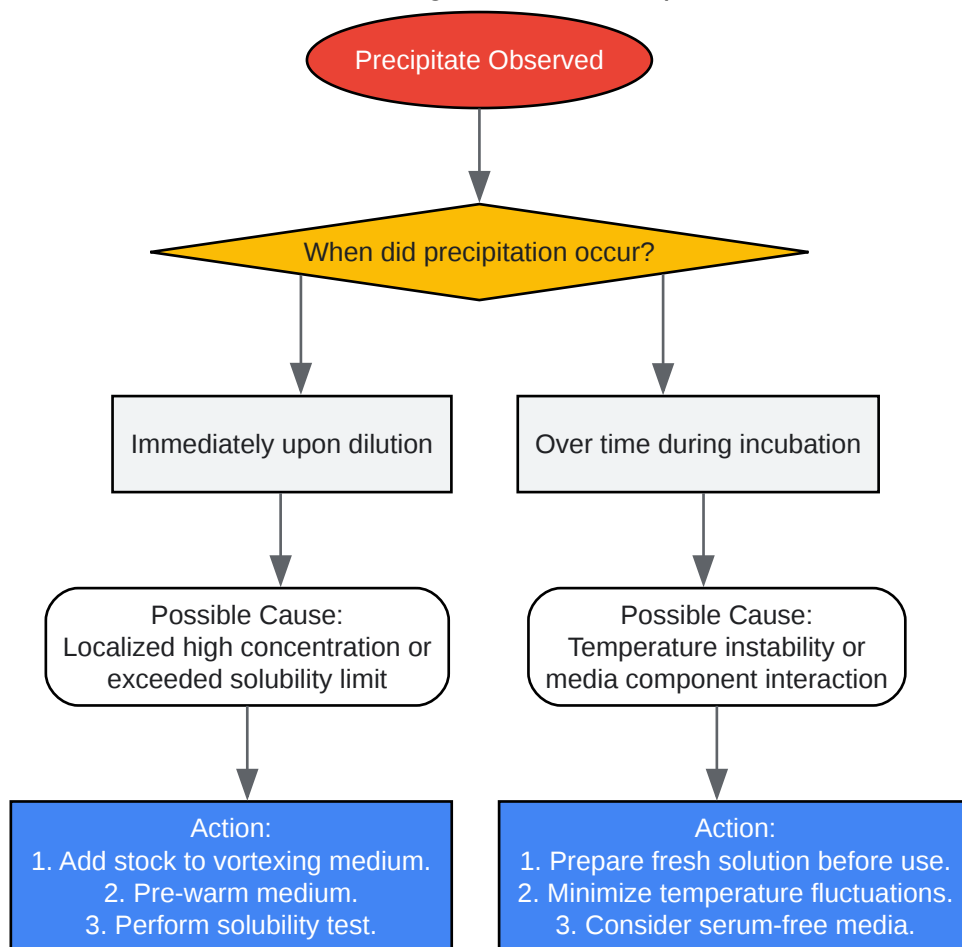 Precipitate Observed
When did precipitation occur?
Immediately upon dilution
Over time during incubation
Possible Cause:
Localized high concentration or
exceeded solubility limit
Possible Cause:
Temperature instability or
media component interaction
Action:
1. Add stock to vortexing medium.
2. Pre-warm medium.
3. Perform solubility test.
Action:
1. Prepare fresh solution before use.
2. Minimize temperature fluctuations.
3. Consider serum-free media.